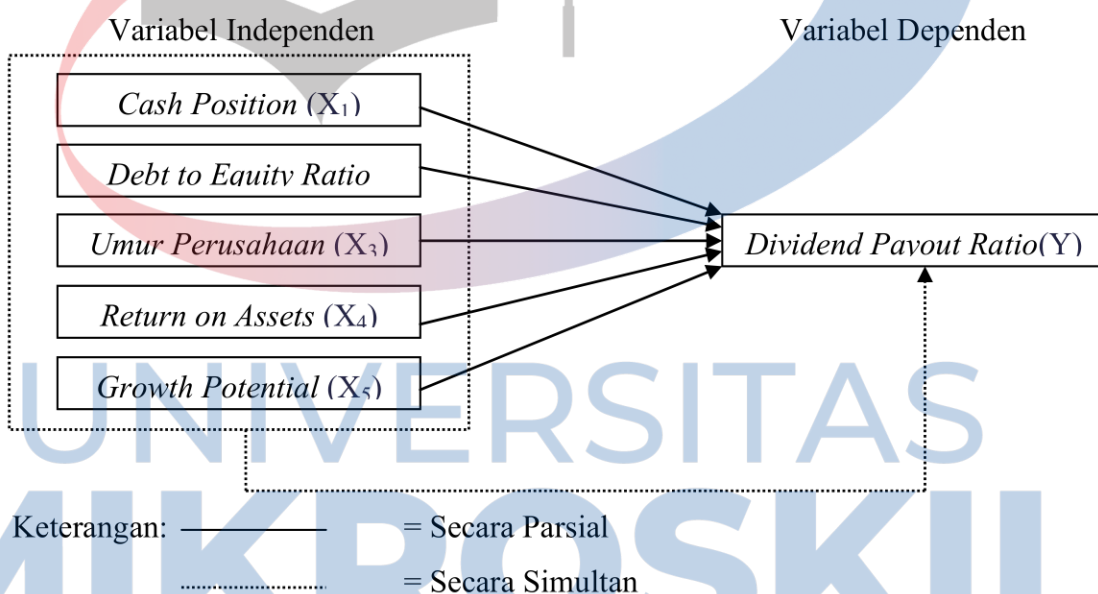 Variabel Independen
Variabel Dependen
Cash Position (X₁)
Debt to Equity Ratio
Umur Perusahaan (X₃)
Return on Assets (X₄)
Growth Potential (X₅)
Dividend Payout Ratio(Y)
UNIVERSITAS
MIKROSKIL
Keterangan:
= Secara Parsial
= Secara Simultan